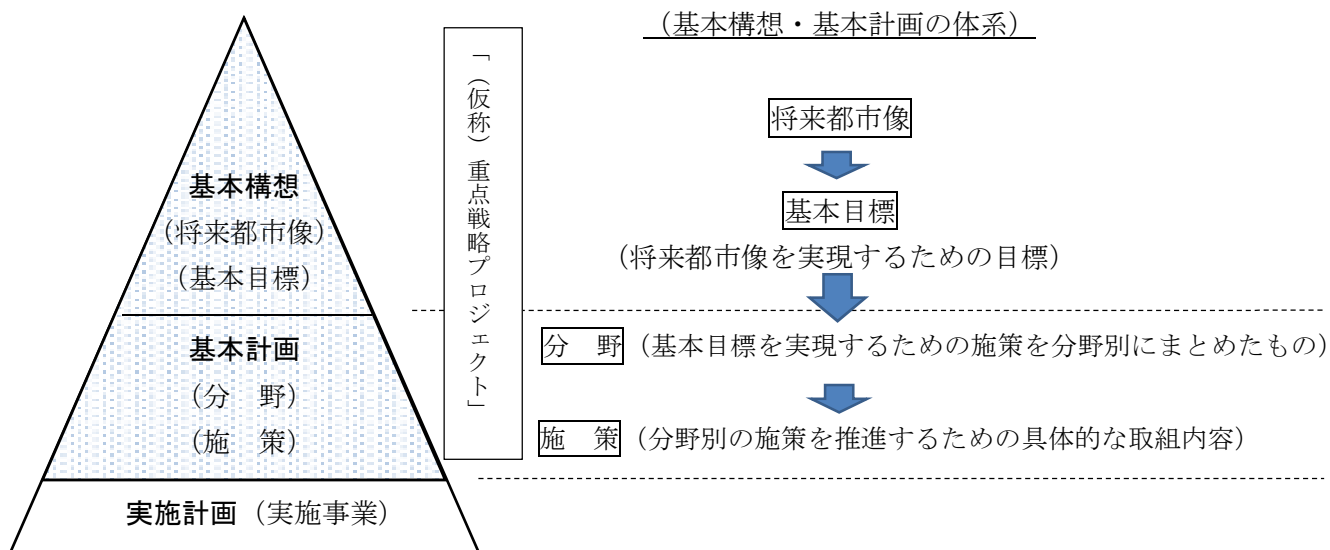 （基本構想・基本計画の体系）
基本構想
（将来都市像）
（基本目標）
基本計画
（分　野）
（施　策）
実施計画（実施事業）
「（仮称）重点戦略プロジェクト」
将来都市像
基本目標
（将来都市像を実現するための目標）
分　野（基本目標を実現するための施策を分野別にまとめたもの）
施　策（分野別の施策を推進するための具体的な取組内容）